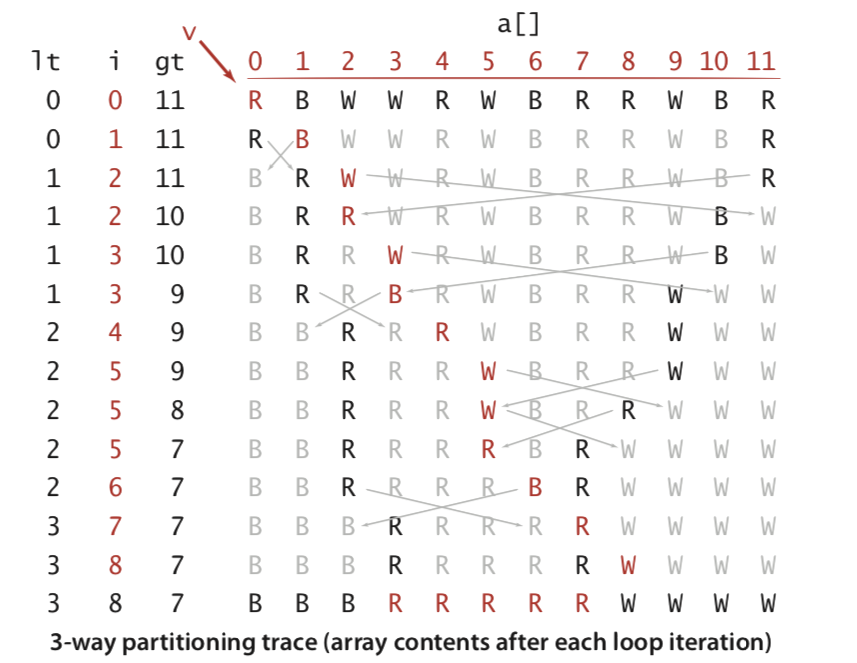 a[]
v
lt i gt 0 1 2 3 4 5 6 7 8 9 10 11
0 0 11 R B W W R W B R R W B R
0 1 11 R B W W R W B R R W B R
1 2 11 B R W W R W B R R W B R
1 2 10 B R R W R W B R R W B W
1 3 10 B R R W R W B R R W B W
1 3 9 B R R B R W B R R W W W
2 4 9 B B R R R W B R R W W W
2 5 9 B B R R R W B R R W W W
2 5 8 B B R R R W B R R W W W
2 5 7 B B R R R R B R W W W W
2 6 7 B B R R R R B R W W W W
3 7 7 B B B R R R R R W W W W
3 8 7 B B B R R R R R W W W W
3 8 7 B B B R R R R R W W W W
3-way partitioning trace (array contents after each loop iteration)